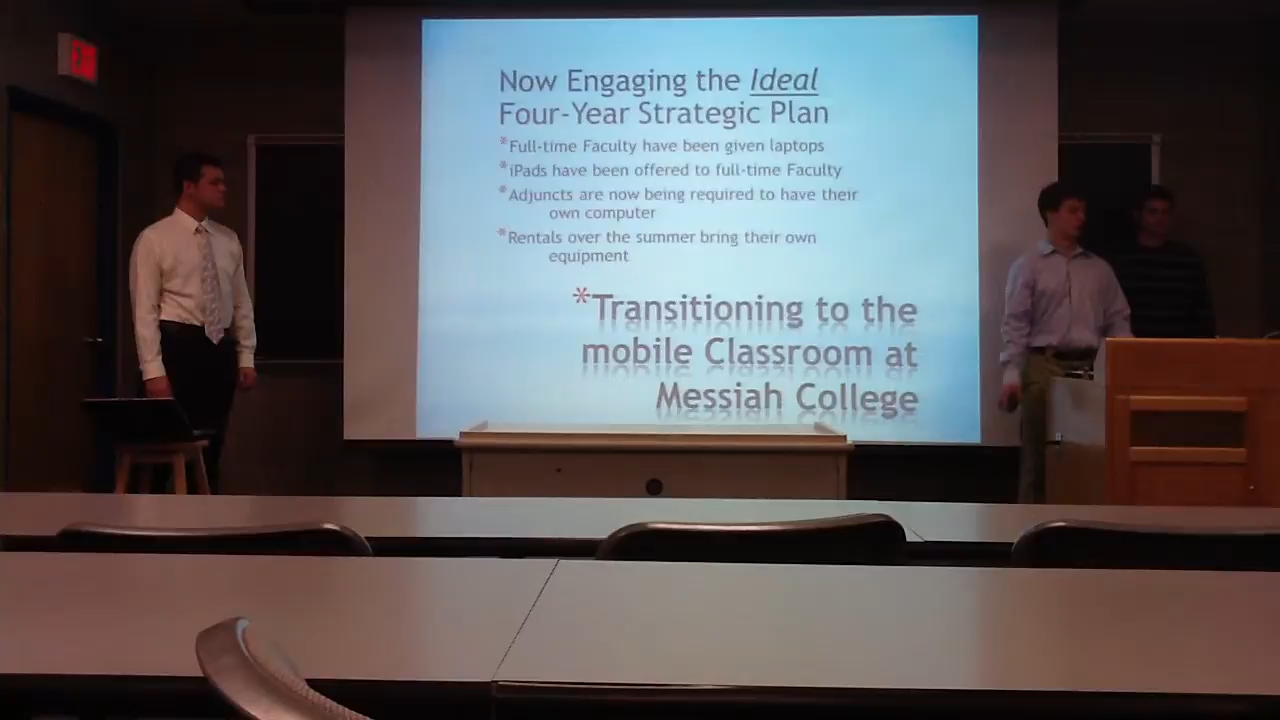 Now Engaging the Ideal
Four-Year Strategic Plan
*Full-time Faculty have been given laptops
*iPads have been offered to full-time Faculty
*Adjuncts are now being required to have their
own computer
*Rentals over the summer bring their own
equipment
*Transitioning to the
mobile Classroom at
Messiah College